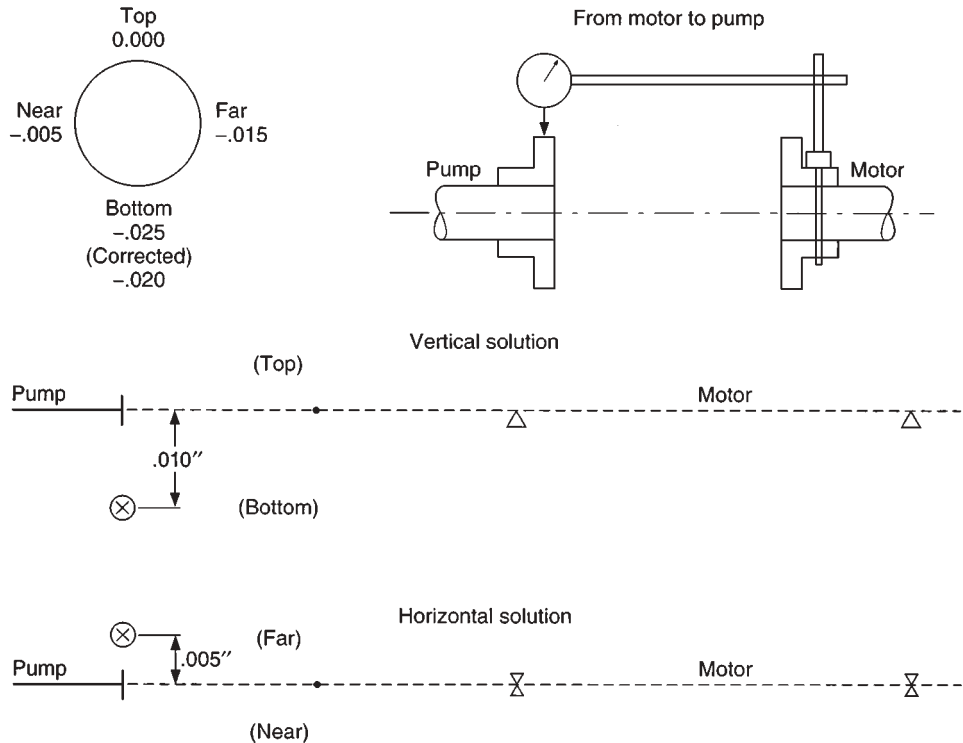 Top
0.000
Near
–.005
Far
–.015
Bottom
–.025
(Corrected)
–.020
From motor to pump
Pump
Motor
Vertical solution
(Top)
Pump
Motor
.010″
(Bottom)
Horizontal solution
(Far)
.005″
Pump
Motor
(Near)